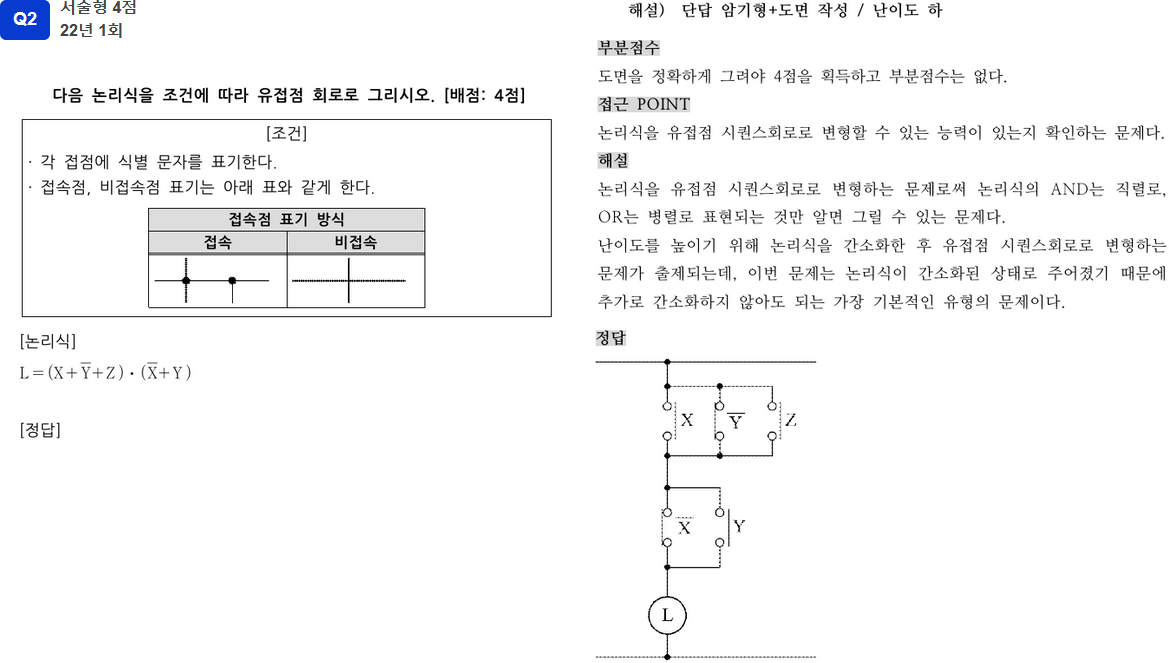 Q2
서술형 4점
22년 1회
다음 논리식을 조건에 따라 유접점 회로로 그리시오. [배점: 4점]
[조건]
· 각 접점에 식별 문자를 표기한다.
· 접속점, 비접속점 표기는 아래 표와 같게 한다.
접속점 표기 방식
접속 비접속
[논리식]
L=(X+Y̅+Z)·(X̅+Y)
[정답]
해설) 단답 암기형+도면 작성 / 난이도 하
부분점수
도면을 정확하게 그려야 4점을 획득하고 부분점수는 없다.
접근 POINT
논리식을 유접점 시퀀스회로로 변형할 수 있는 능력이 있는지 확인하는 문제다.
해설
논리식을 유접점 시퀀스회로로 변형하는 문제로써 논리식의 AND는 직렬로,
OR는 병렬로 표현되는 것만 알면 그릴 수 있는 문제다.
난이도를 높이기 위해 논리식을 간소화한 후 유접점 시퀀스회로로 변형하는
문제가 출제되는데, 이번 문제는 논리식이 간소화된 상태로 주어졌기 때문에
추가로 간소화하지 않아도 되는 가장 기본적인 유형의 문제이다.
정답
X Y̅ Z
X̅ Y
L